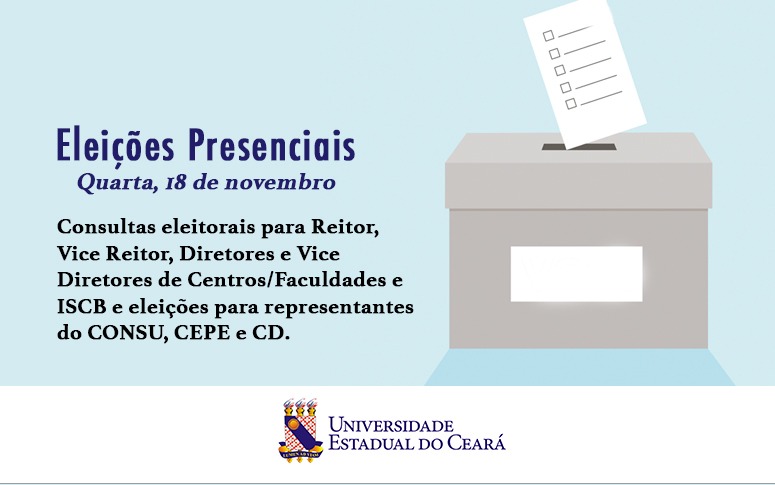 Eleições Presenciais
Quarta, 18 de novembro
Consultas eleitorais para Reitor,
Vice Reitor, Diretores e Vice
Diretores de Centros/Faculdades e
ISCB e eleições para representantes
do CONSU, CEPE e CD.
UNIVERSIDADE
ESTADUAL DO CEARÁ